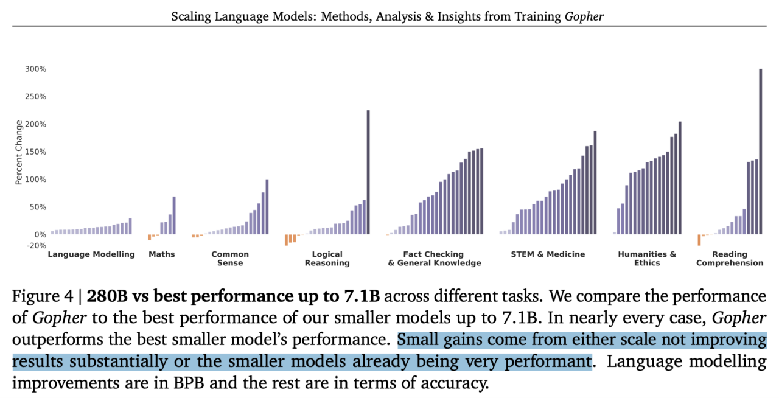 Scaling Language Models: Methods, Analysis & Insights from Training Gopher
300%
250%
200%
150%
100%
50%
0%
-20%
Percent Change
Language Modelling
Maths
Common
Sense
Logical
Reasoning
Fact Checking
& General Knowledge
STEM & Medicine
Humanities &
Ethics
Reading
Comprehension
Figure 4 | 280B vs best performance up to 7.1B across different tasks. We compare the performance
of Gopher to the best performance of our smaller models up to 7.1B. In nearly every case, Gopher
outperforms the best smaller model's performance. Small gains come from either scale not improving
results substantially or the smaller models already being very performant. Language modelling
improvements are in BPB and the rest are in terms of accuracy.